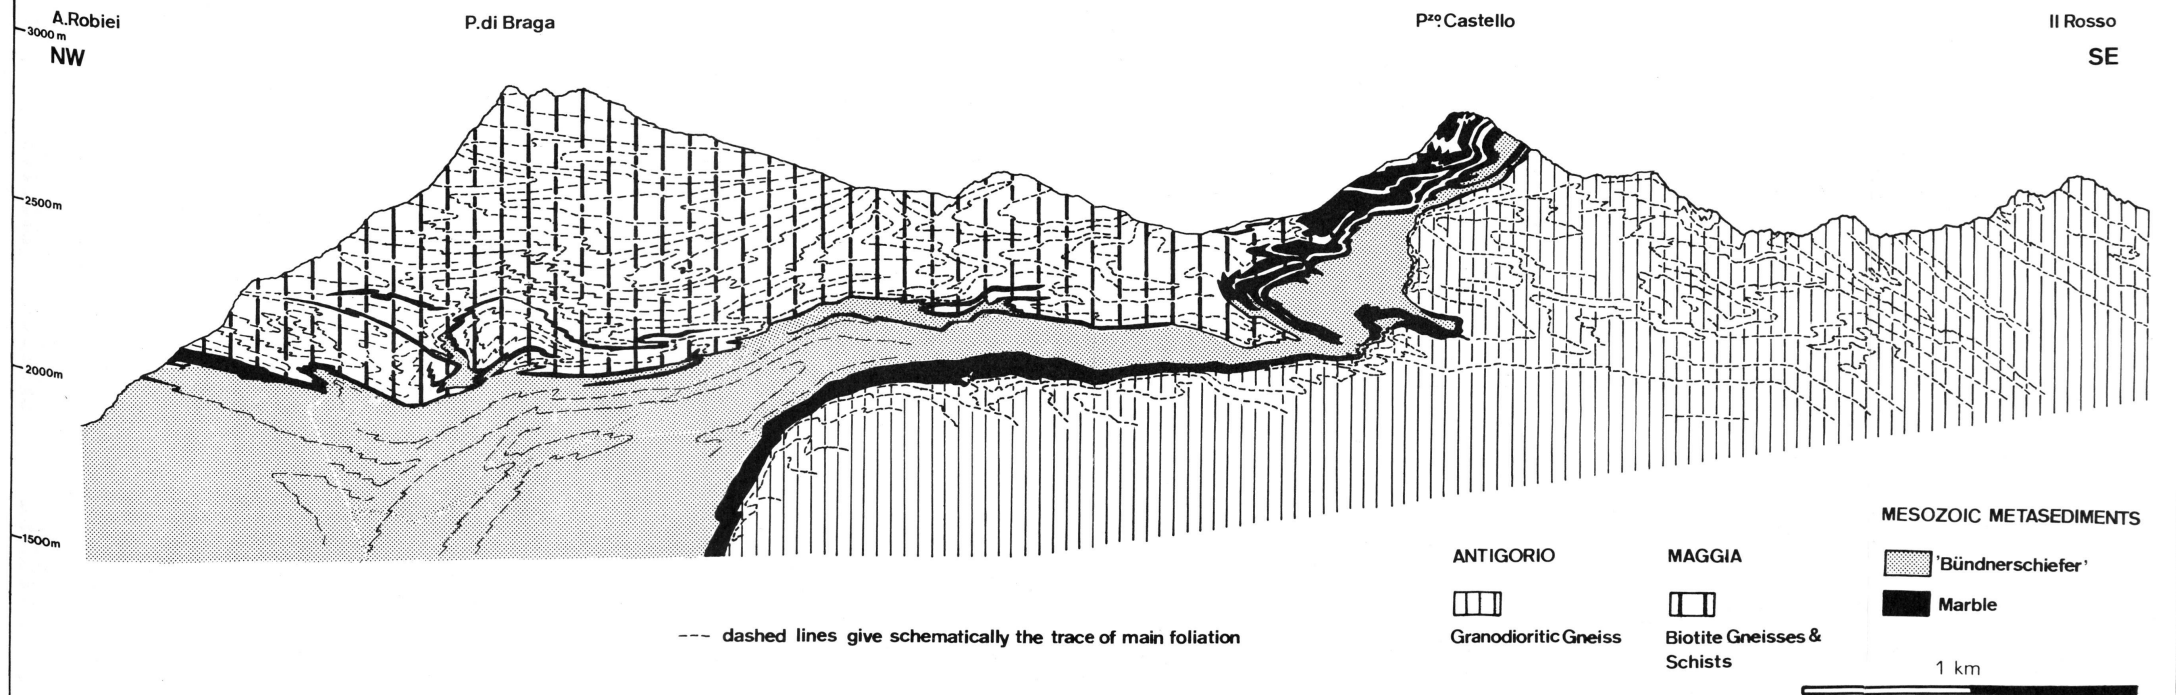 A.Robiei
P.di Braga
Pzo. Castello
Il Rosso
3000m
NW
SE
2500m
2000m
1500m
MESOZOIC METASEDIMENTS
ANTIGORIO
MAGGIA
'Bündnerschiefer'
Marble
--- dashed lines give schematically the trace of main foliation
Granodioritic Gneiss
Biotite Gneisses &
Schists
1 km